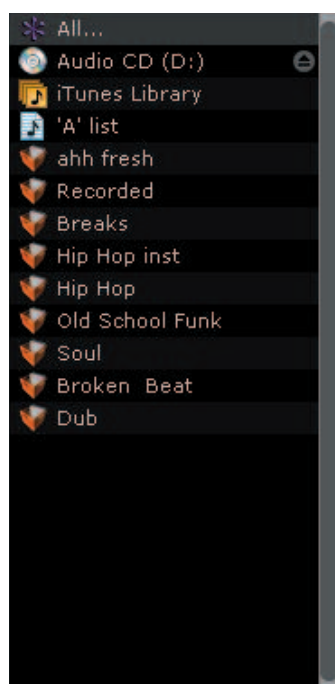 All...
Audio CD (D:)
iTunes Library
'A' list
ahh fresh
Recorded
Breaks
Hip Hop inst
Hip Hop
Old School Funk
Soul
Broken  Beat
Dub